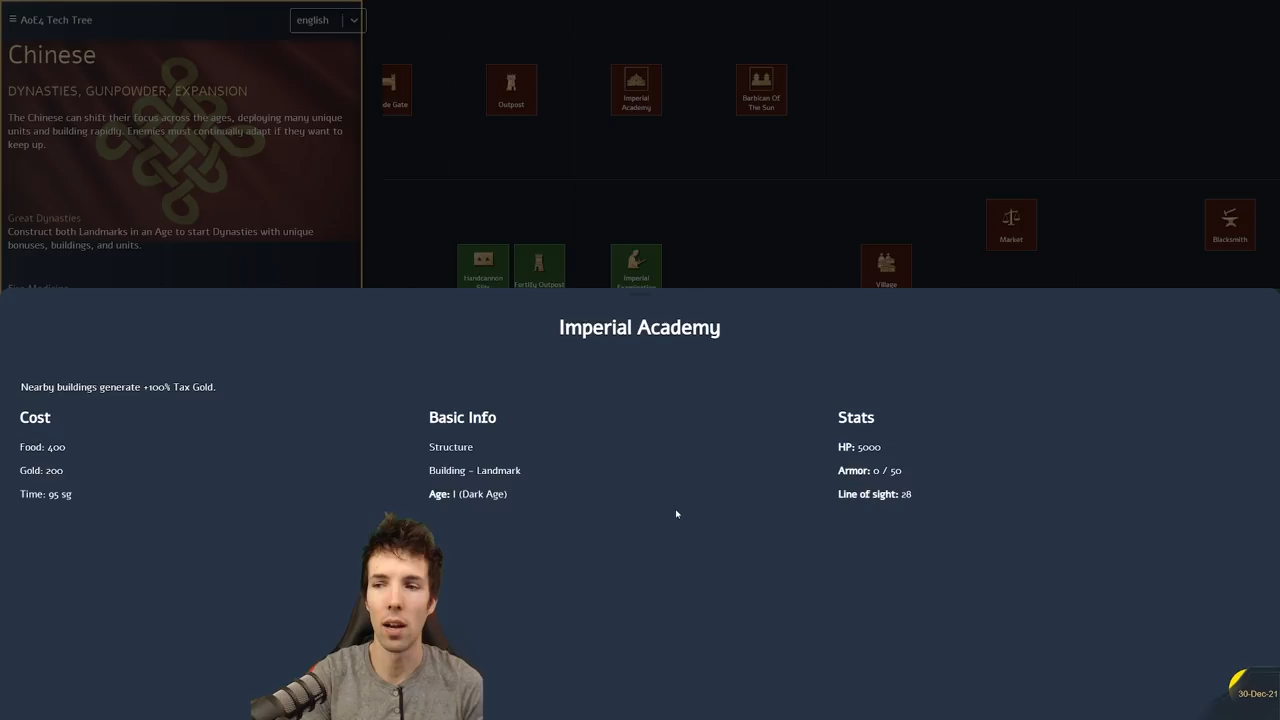 AoE4 Tech Tree
english
Chinese
DYNASTIES, GUNPOWDER, EXPANSION
The Chinese can shift their focus across the ages, deploying many unique
units and building rapidly. Enemies must continually adapt if they want to
keep up.
Great Dynasties
Construct both Landmarks in an Age to start Dynasties with unique
bonuses, buildings, and units.
de Gate
Outpost
Imperial
Academy
Barbican Of
The Sun
Market
Blacksmith
Handcannon
Slits
Fortify Outpost
Imperial
Examination
Village
Imperial Academy
Nearby buildings generate +100% Tax Gold.
Cost
Food: 400
Gold: 200
Time: 95 sg
Basic Info
Structure
Building - Landmark
Age: I (Dark Age)
Stats
HP: 5000
Armor: 0 / 50
Line of sight: 28
30-Dec-21